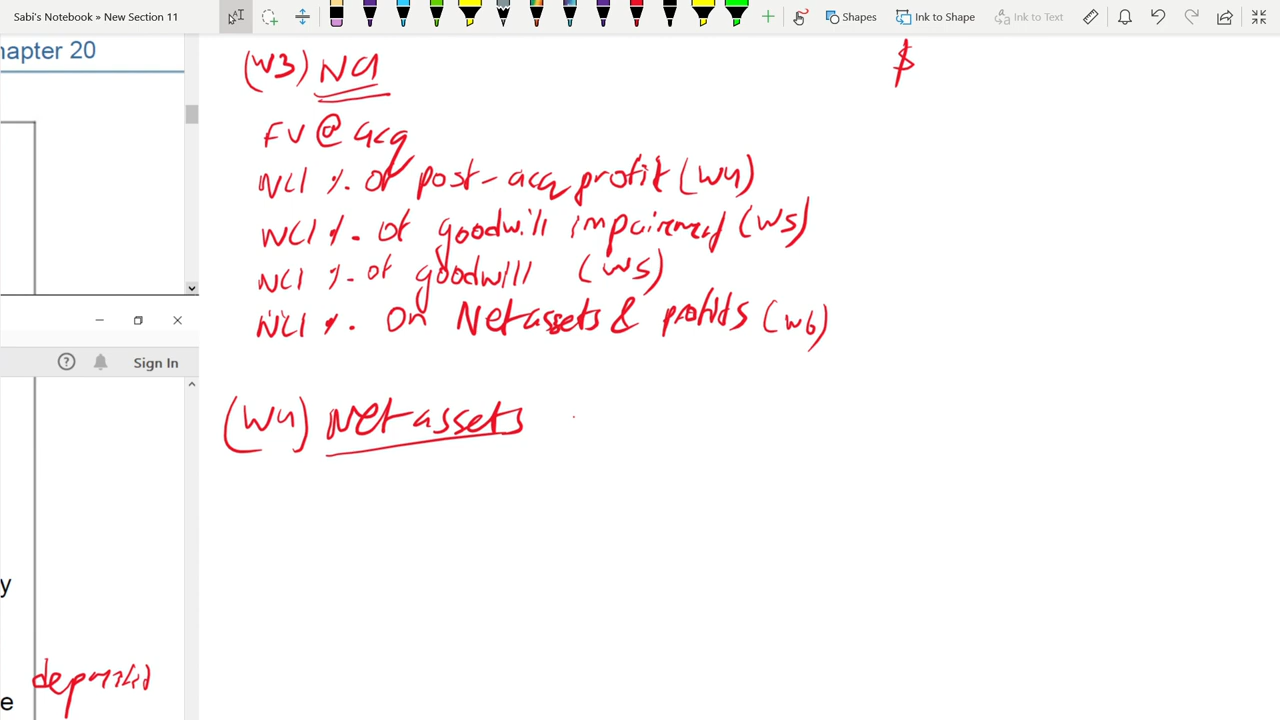 Sabi's Notebook » New Section 11
Shapes
Ink to Shape
Ink to Text
hapter 20
(W3) NCI
$
FV @ acq
NCI % of post-acq profit (W4)
NCI % of goodwill impairment (W5)
NCI % of goodwill (W5)
NCI % on Net assets & profits (W6)
Sign In
(W4) Net assets
y
e